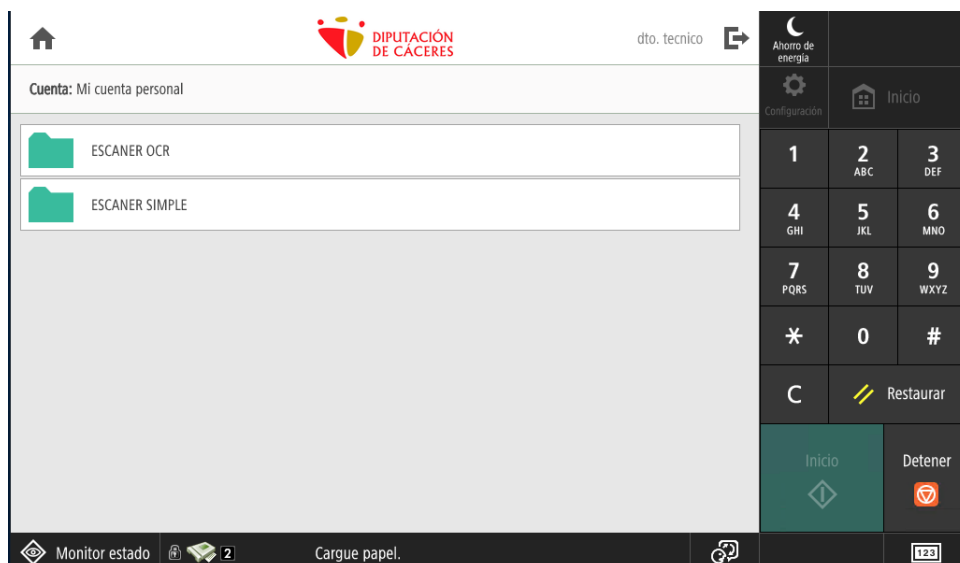 DIPUTACIÓN
DE CÁCERES
dto. tecnico
Cuenta: Mi cuenta personal
ESCANER OCR
ESCANER SIMPLE
Ahorro de
energía
Configuración
Inicio
1
2
ABC
3
DEF
4
GHI
5
JKL
6
MNO
7
PQRS
8
TUV
9
WXYZ
*
0
#
C
Restaurar
Inicio
Detener
Monitor estado
2
Cargue papel.
123